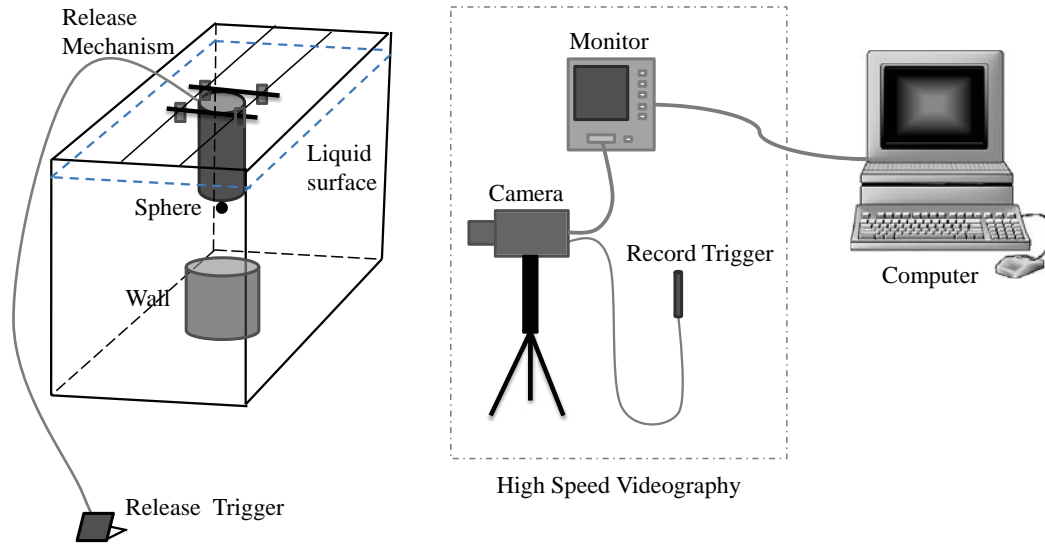 Release
Mechanism
Liquid
surface
Sphere
Wall
Release Trigger
Monitor
Camera
Record Trigger
Computer
High Speed Videography